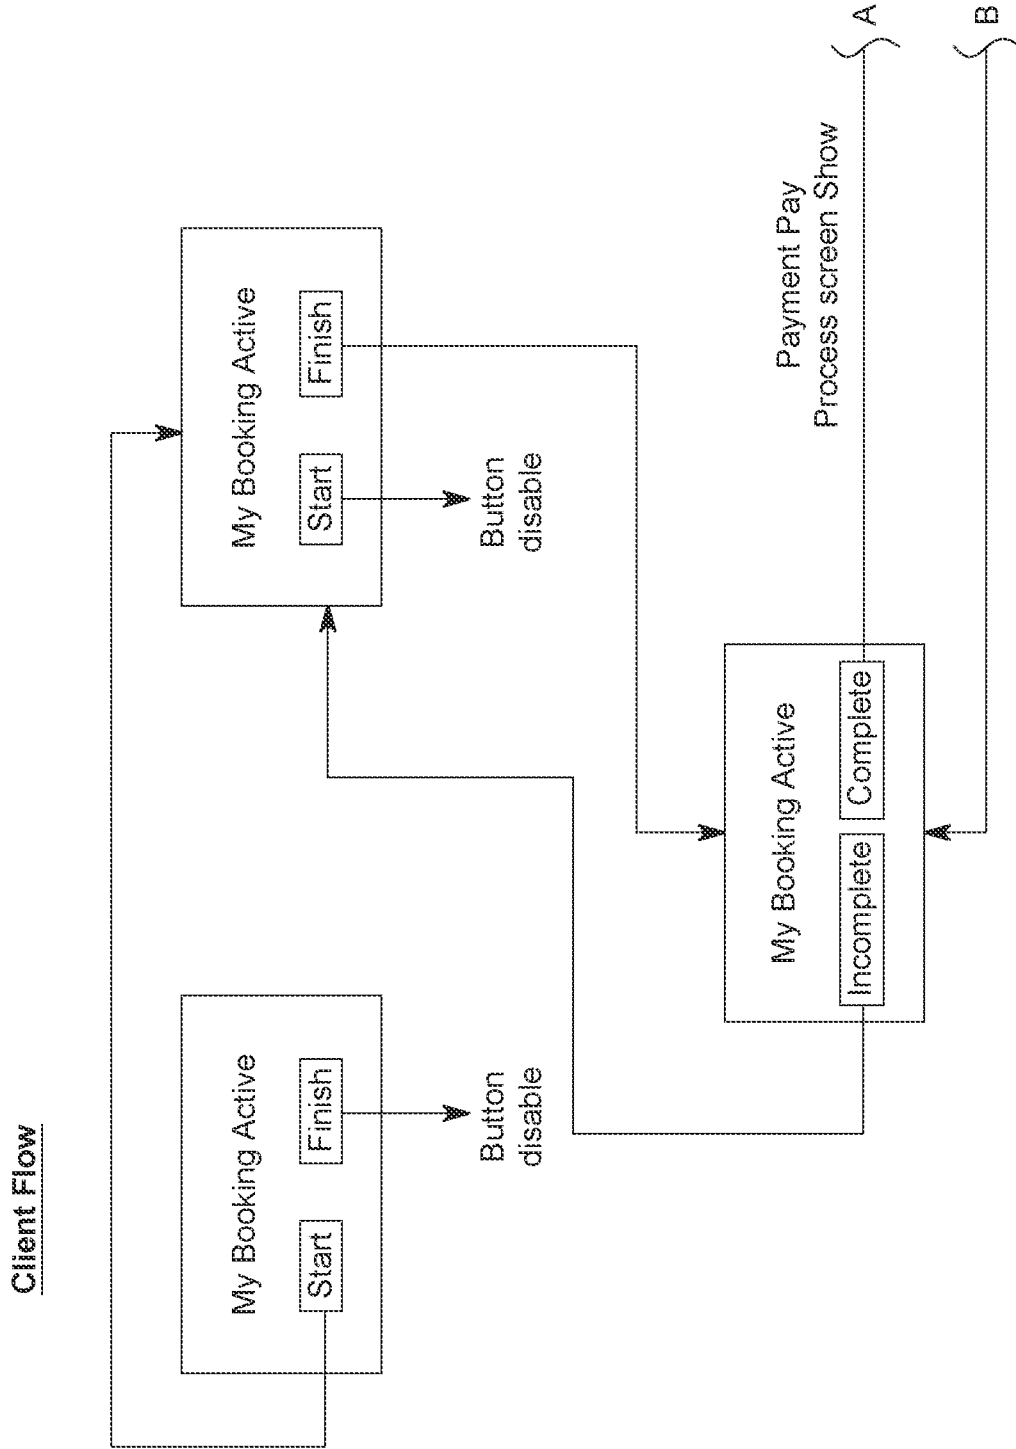 Client Flow
My Booking Active
Start
Finish
Button
disable
My Booking Active
Start
Finish
Button
disable
My Booking Active
Incomplete
Complete
Payment Pay
Process screen Show
A
B